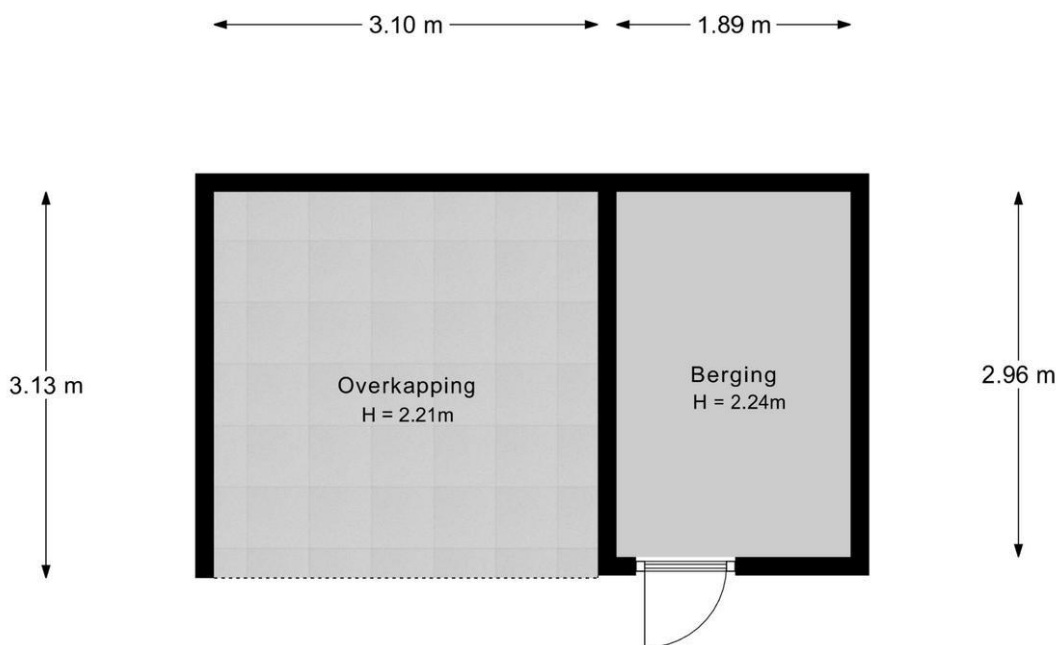 3.10 m
1.89 m
3.13 m
Overkapping
H = 2.21m
Berging
H = 2.24m
2.96 m